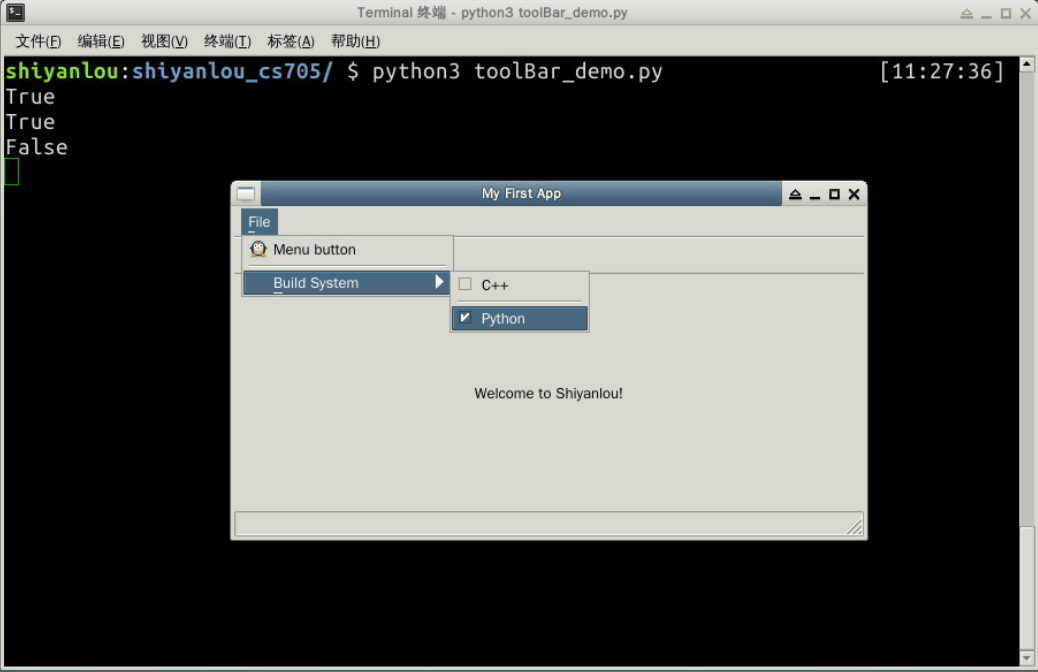 Terminal 终端 - python3 toolBar_demo.py
文件(F) 编辑(E) 视图(V) 终端(T) 标签(A) 帮助(H)
shiyanlou:shiyanlou_cs705/ $ python3 toolBar_demo.py [11:27:36]
True
True
False
My First App
File
Menu button
Build System
C++
Python
Welcome to Shiyanlou!